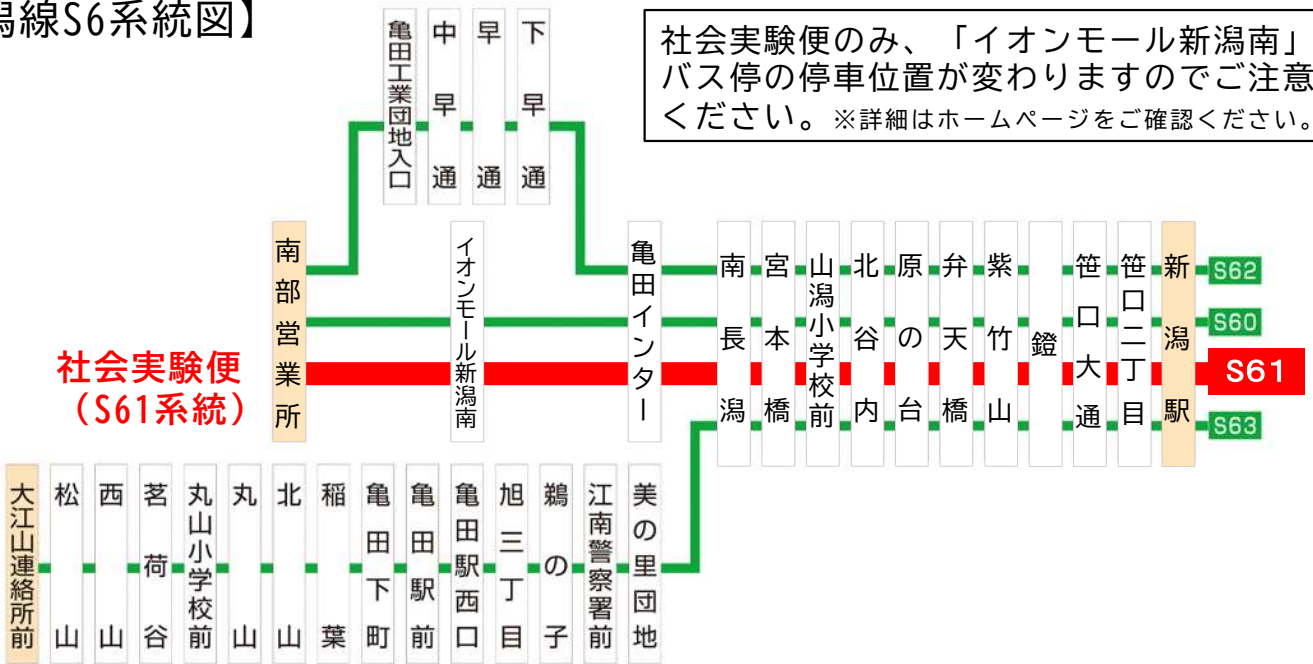 潟線S6系統図】
社会実験便のみ、「イオンモール新潟南」
バス停の停車位置が変わりますのでご注意
ください。※詳細はホームページをご確認ください。
亀田工業団地入口
中早通
早通
下早通
南部営業所
イオンモール新潟南
亀田インター
南長潟
宮本橋
山潟小学校前
北谷内
原の台
弁天橋
紫竹山
鐙
笹口大通
笹口二丁目
新潟駅
S62
S60
S61
S63
社会実験便
(S61系統)
大江山連絡所前
松山
西山
茗荷谷
丸山小学校前
丸山
北山
稲葉
亀田下町
亀田駅前
亀田駅西口
旭三丁目
鵜の子
江南警察署前
美の里団地